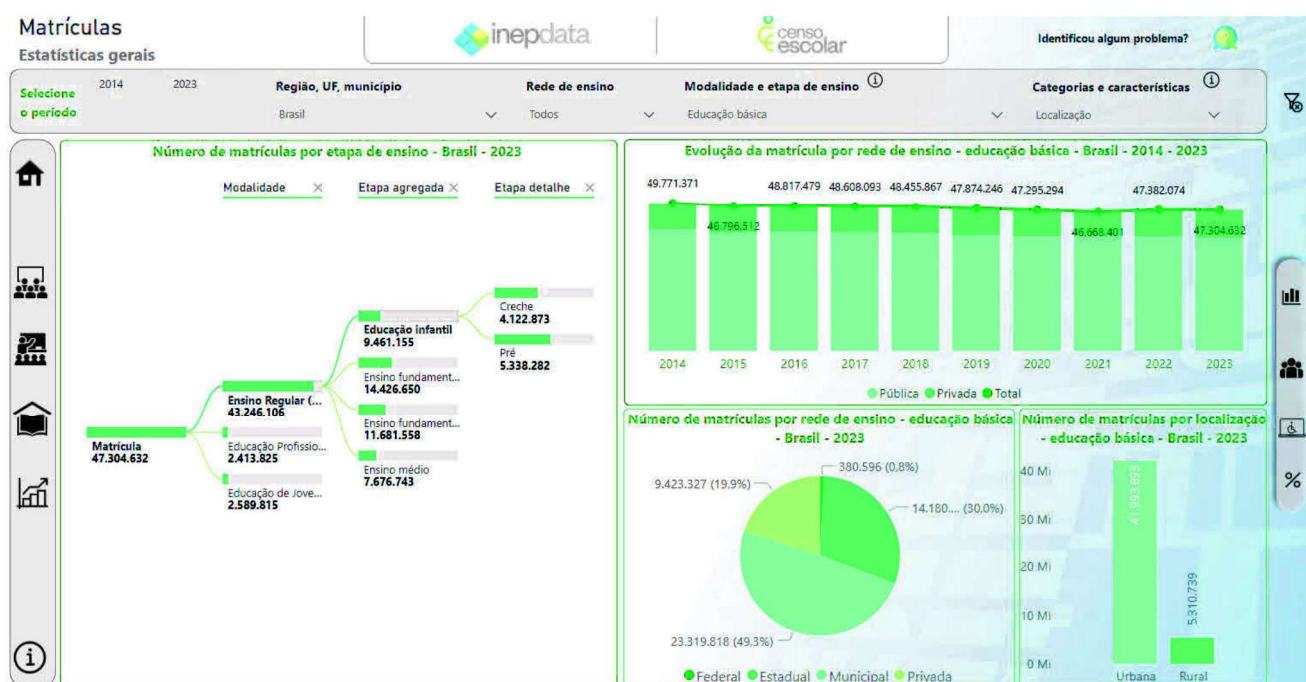 Matrículas
Estatísticas gerais
inepdata
censo
escolar
Identificou algum problema?
Selecione
o período
2014
2023
Região, UF, município
Brasil
Rede de ensino
Todos
Modalidade e etapa de ensino
Educação básica
Categorias e características
Localização
Número de matrículas por etapa de ensino - Brasil - 2023
Modalidade
Etapa agregada
Etapa detalhe
Matrícula
47.304.632
Ensino Regular (...
43.246.106
Educação Profissio...
2.413.825
Educação de Jove...
2.589.815
Educação infantil
9.461.155
Ensino fundament...
14.426.650
Ensino fundament...
11.681.558
Ensino médio
7.676.743
Creche
4.122.873
Pré
5.338.282
Evolução da matrícula por rede de ensino - educação básica - Brasil - 2014 - 2023
49.771.371
48.796.512
48.817.479
48.608.093
48.455.867
47.874.246
47.295.294
46.668.401
47.382.074
47.304.632
2014 2015 2016 2017 2018 2019 2020 2021 2022 2023
Pública Privada Total
Número de matrículas por rede de ensino - educação básica
- Brasil - 2023
380.596 (0,8%)
9.423.327 (19,9%)
14.180.... (30,0%)
23.319.818 (49,3%)
Federal Estadual Municipal Privada
Número de matrículas por localização
- educação básica - Brasil - 2023
40 Mi
30 Mi
20 Mi
10 Mi
0 Mi
41.993.893
5.310.739
Urbana Rural
%